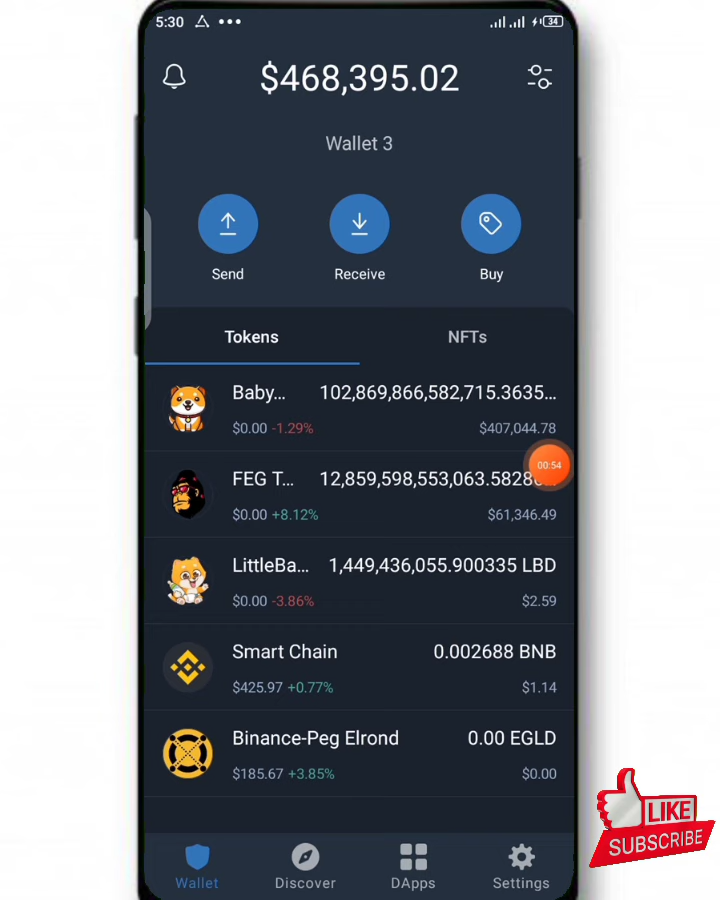 5:30
34
$468,395.02
Wallet 3
Send
Receive
Buy
Tokens
NFTs
Baby... 102,869,866,582,715.3635...
$0.00 -1.29% $407,044.78
00:54
FEG T... 12,859,598,553,063.5828
$0.00 +8.12% $61,346.49
LittleBa... 1,449,436,055.900335 LBD
$0.00 -3.86% $2.59
Smart Chain 0.002688 BNB
$425.97 +0.77% $1.14
Binance-Peg Elrond 0.00 EGLD
$185.67 +3.85% $0.00
LIKE
SUBSCRIBE
Wallet
Discover
DApps
Settings